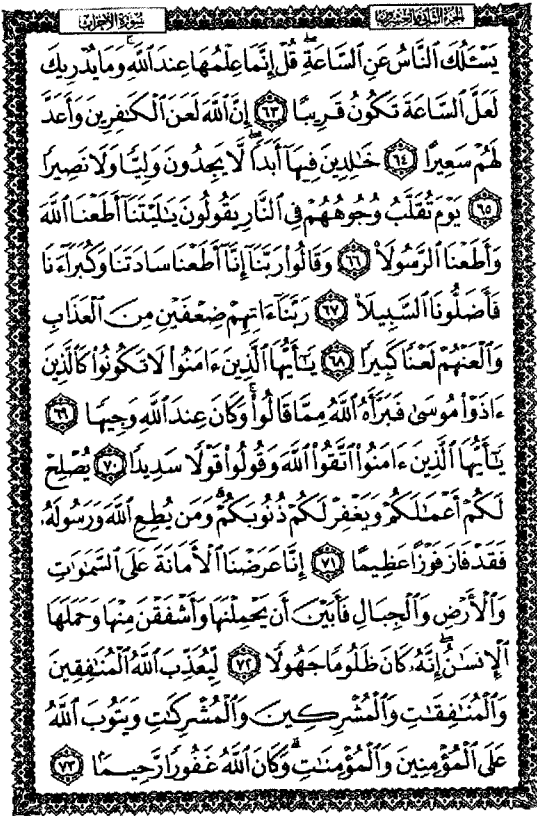 سورة الأحزاب
الجزء الثاني والعشرون
يَسْـَٔلُكَ ٱلنَّاسُ عَنِ ٱلسَّاعَةِۖ قُلْ إِنَّمَا عِلْمُهَا عِندَ ٱللَّهِۚ وَمَا يُدْرِيكَ
لَعَلَّ ٱلسَّاعَةَ تَكُونُ قَرِيبًا ٦٣ إِنَّ ٱللَّهَ لَعَنَ ٱلْكَٰفِرِينَ وَأَعَدَّ
لَهُمْ سَعِيرًا ٦٤ خَٰلِدِينَ فِيهَآ أَبَدًاۖ لَّا يَجِدُونَ وَلِيًّا وَلَا نَصِيرًا
٦٥ يَوْمَ تُقَلَّبُ وُجُوهُهُمْ فِى ٱلنَّارِ يَقُولُونَ يَٰلَيْتَنَآ أَطَعْنَا ٱللَّهَ
وَأَطَعْنَا ٱلرَّسُولَا۠ ٦٦ وَقَالُوا۟ رَبَّنَآ إِنَّآ أَطَعْنَا سَادَتَنَا وَكُبَرَآءَنَا
فَأَضَلُّونَا ٱلسَّبِيلَا۠ ٦٧ رَبَّنَآ ءَاتِهِمْ ضِعْفَيْنِ مِنَ ٱلْعَذَابِ
وَٱلْعَنْهُمْ لَعْنًا كَبِيرًا ٦٨ يَٰٓأَيُّهَا ٱلَّذِينَ ءَامَنُوا۟ لَا تَكُونُوا۟ كَٱلَّذِينَ
ءَاذَوْا۟ مُوسَىٰ فَبَرَّأَهُ ٱللَّهُ مِمَّا قَالُوا۟ۚ وَكَانَ عِندَ ٱللَّهِ وَجِيهًا ٦٩
يَٰٓأَيُّهَا ٱلَّذِينَ ءَامَنُوا۟ ٱتَّقُوا۟ ٱللَّهَ وَقُولُوا۟ قَوْلًا سَدِيدًا ٧٠ يُصْلِحْ
لَكُمْ أَعْمَٰلَكُمْ وَيَغْفِرْ لَكُمْ ذُنُوبَكُمْۗ وَمَن يُطِعِ ٱللَّهَ وَرَسُولَهُۥ
فَقَدْ فَازَ فَوْزًا عَظِيمًا ٧١ إِنَّا عَرَضْنَا ٱلْأَمَانَةَ عَلَى ٱلسَّمَٰوَٰتِ
وَٱلْأَرْضِ وَٱلْجِبَالِ فَأَبَيْنَ أَن يَحْمِلْنَهَا وَأَشْفَقْنَ مِنْهَا وَحَمَلَهَا
ٱلْإِنسَٰنُۖ إِنَّهُۥ كَانَ ظَلُومًا جَهُولًا ٧٢ لِّيُعَذِّبَ ٱللَّهُ ٱلْمُنَٰفِقِينَ
وَٱلْمُنَٰفِقَٰتِ وَٱلْمُشْرِكِينَ وَٱلْمُشْرِكَٰتِ وَيَتُوبَ ٱللَّهُ
عَلَى ٱلْمُؤْمِنِينَ وَٱلْمُؤْمِنَٰتِۗ وَكَانَ ٱللَّهُ غَفُورًا رَّحِيمًۢا ٧٣